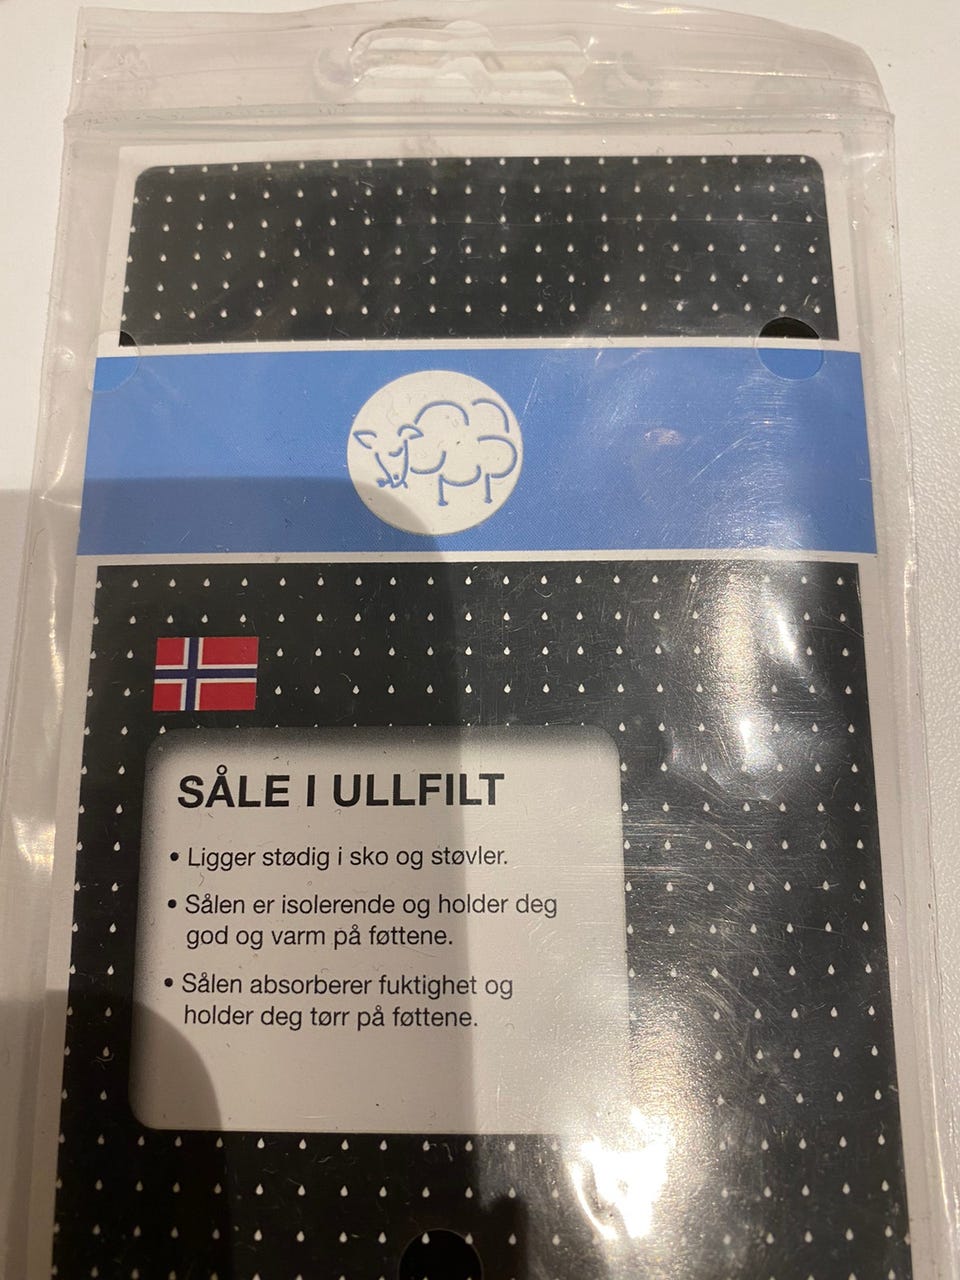 SÅLE I ULLFILT
• Ligger stødig i sko og støvler.
• Sålen er isolerende og holder deg
god og varm på føttene.
• Sålen absorberer fuktighet og
holder deg tørr på føttene.